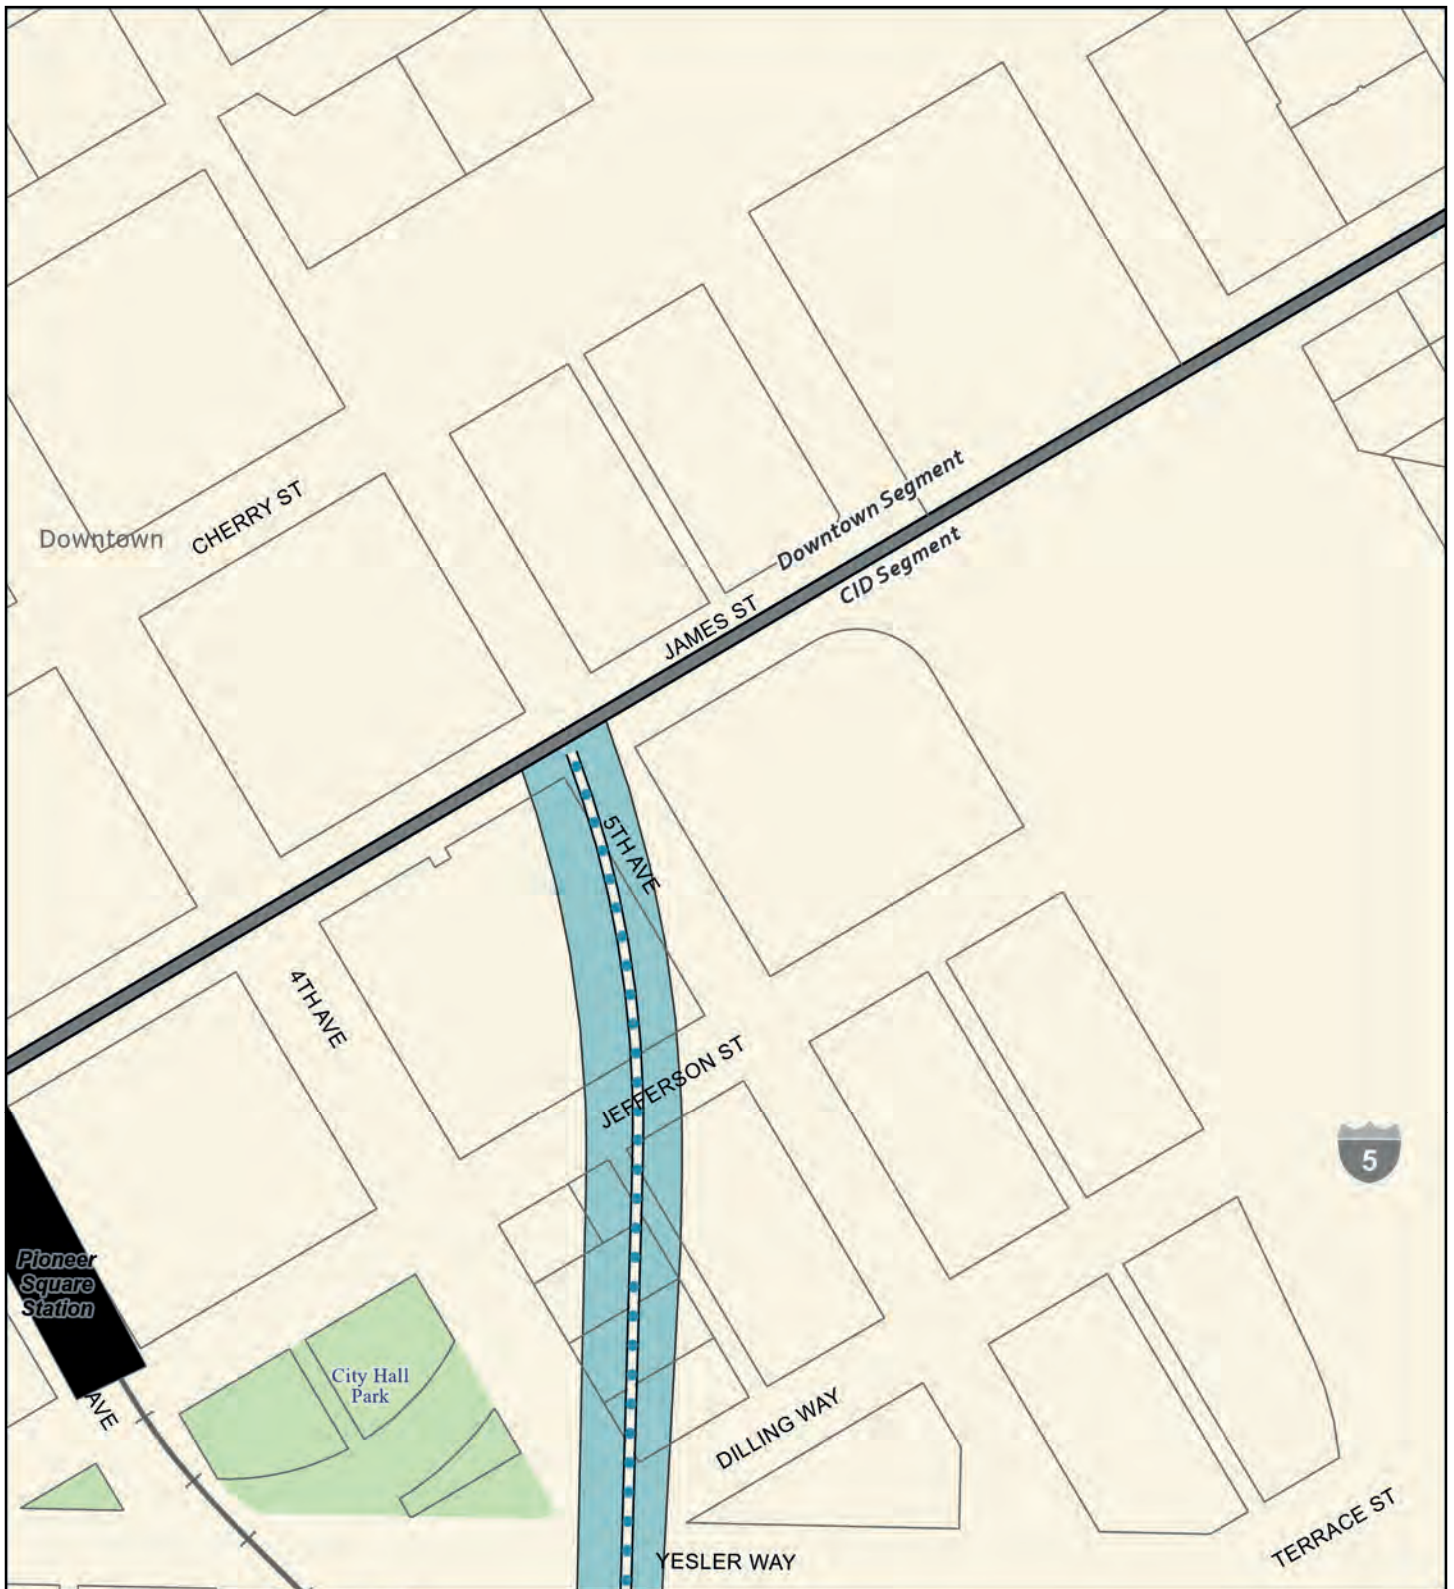 Downtown Segment
CID Segment
CHERRY ST
Downtown
JAMES ST
5TH AVE
4TH AVE
JEFFERSON ST
5
Pioneer
Square
Station
City Hall
Park
AVE
DILLING WAY
TERRACE ST
YESLER WAY